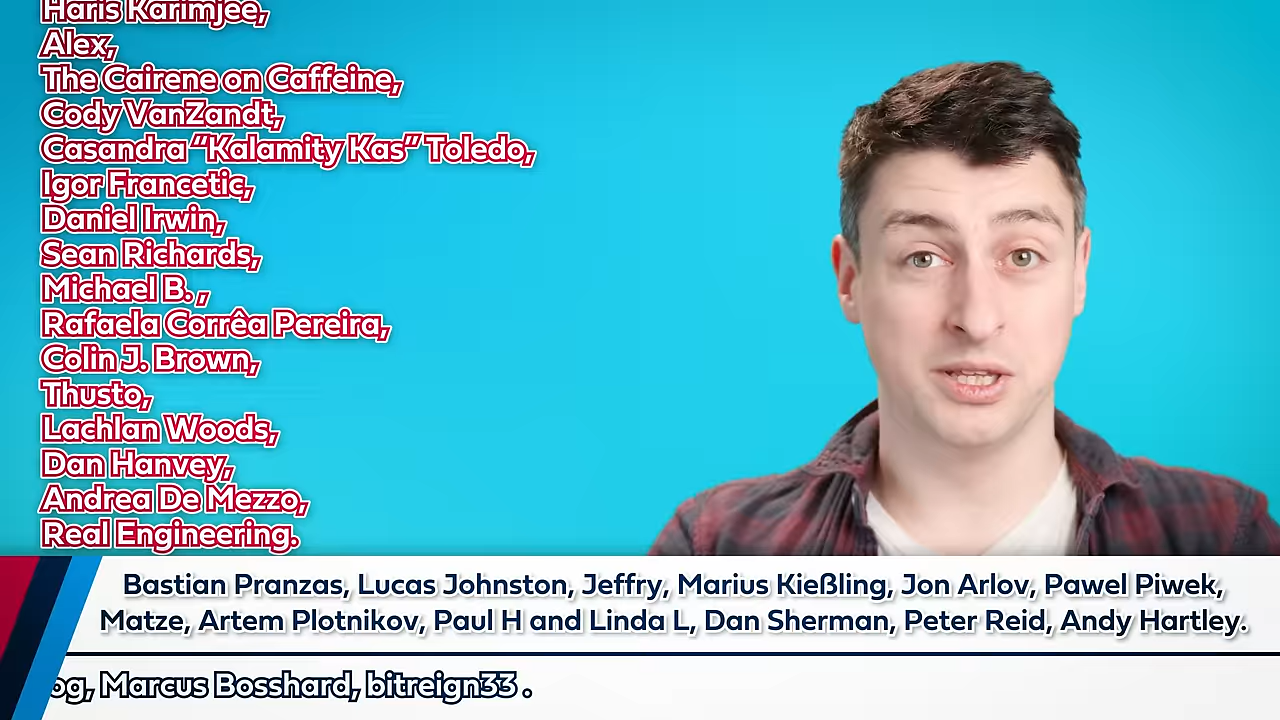 Haris Karimjee,
Alex,
The Cairene on Caffeine,
Cody VanZandt,
Casandra “Kalamity Kas” Toledo,
Igor Francetic,
Daniel Irwin,
Sean Richards,
Michael B. ,
Rafaela Corrêa Pereira,
Colin J. Brown,
Thusto,
Lachlan Woods,
Dan Hanvey,
Andrea De Mezzo,
Real Engineering.
Bastian Pranzas, Lucas Johnston, Jeffry, Marius Kießling, Jon Arlov, Pawel Piwek,
Matze, Artem Plotnikov, Paul H and Linda L, Dan Sherman, Peter Reid, Andy Hartley.
Marcus Bosshard, bitreign33 .